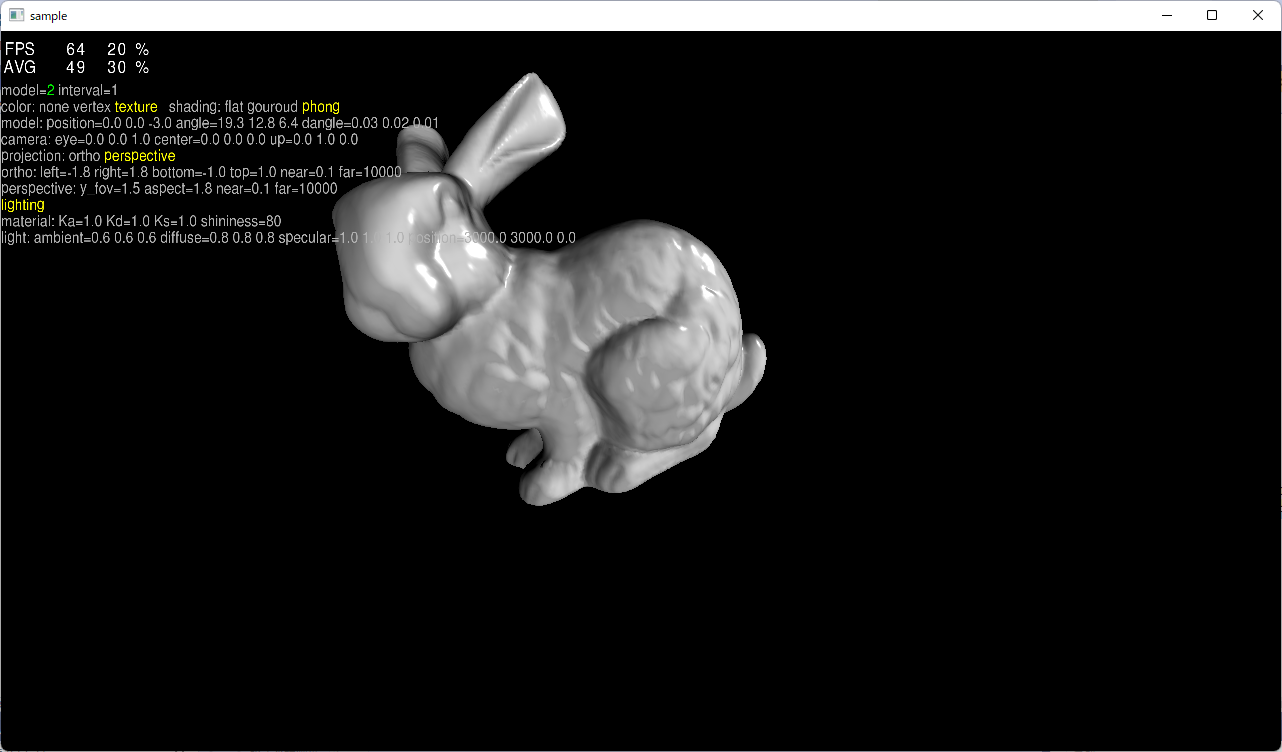 sample
FPS 64 20 %
AVG 49 30 %
model=2 interval=1
color: none vertex texture shading: flat gouroud phong
model: position=0.0 0.0 -3.0 angle=19.3 12.8 6.4 dangle=0.03 0.02 0.01
camera: eye=0.0 0.0 1.0 center=0.0 0.0 0.0 up=0.0 1.0 0.0
projection: ortho perspective
ortho: left=-1.8 right=1.8 bottom=-1.0 top=1.0 near=0.1 far=10000
perspective: y_fov=1.5 aspect=1.8 near=0.1 far=10000
lighting
material: Ka=1.0 Kd=1.0 Ks=1.0 shininess=80
light: ambient=0.6 0.6 0.6 diffuse=0.8 0.8 0.8 specular=1.0 1.0 1.0 position=3000.0 3000.0 0.0